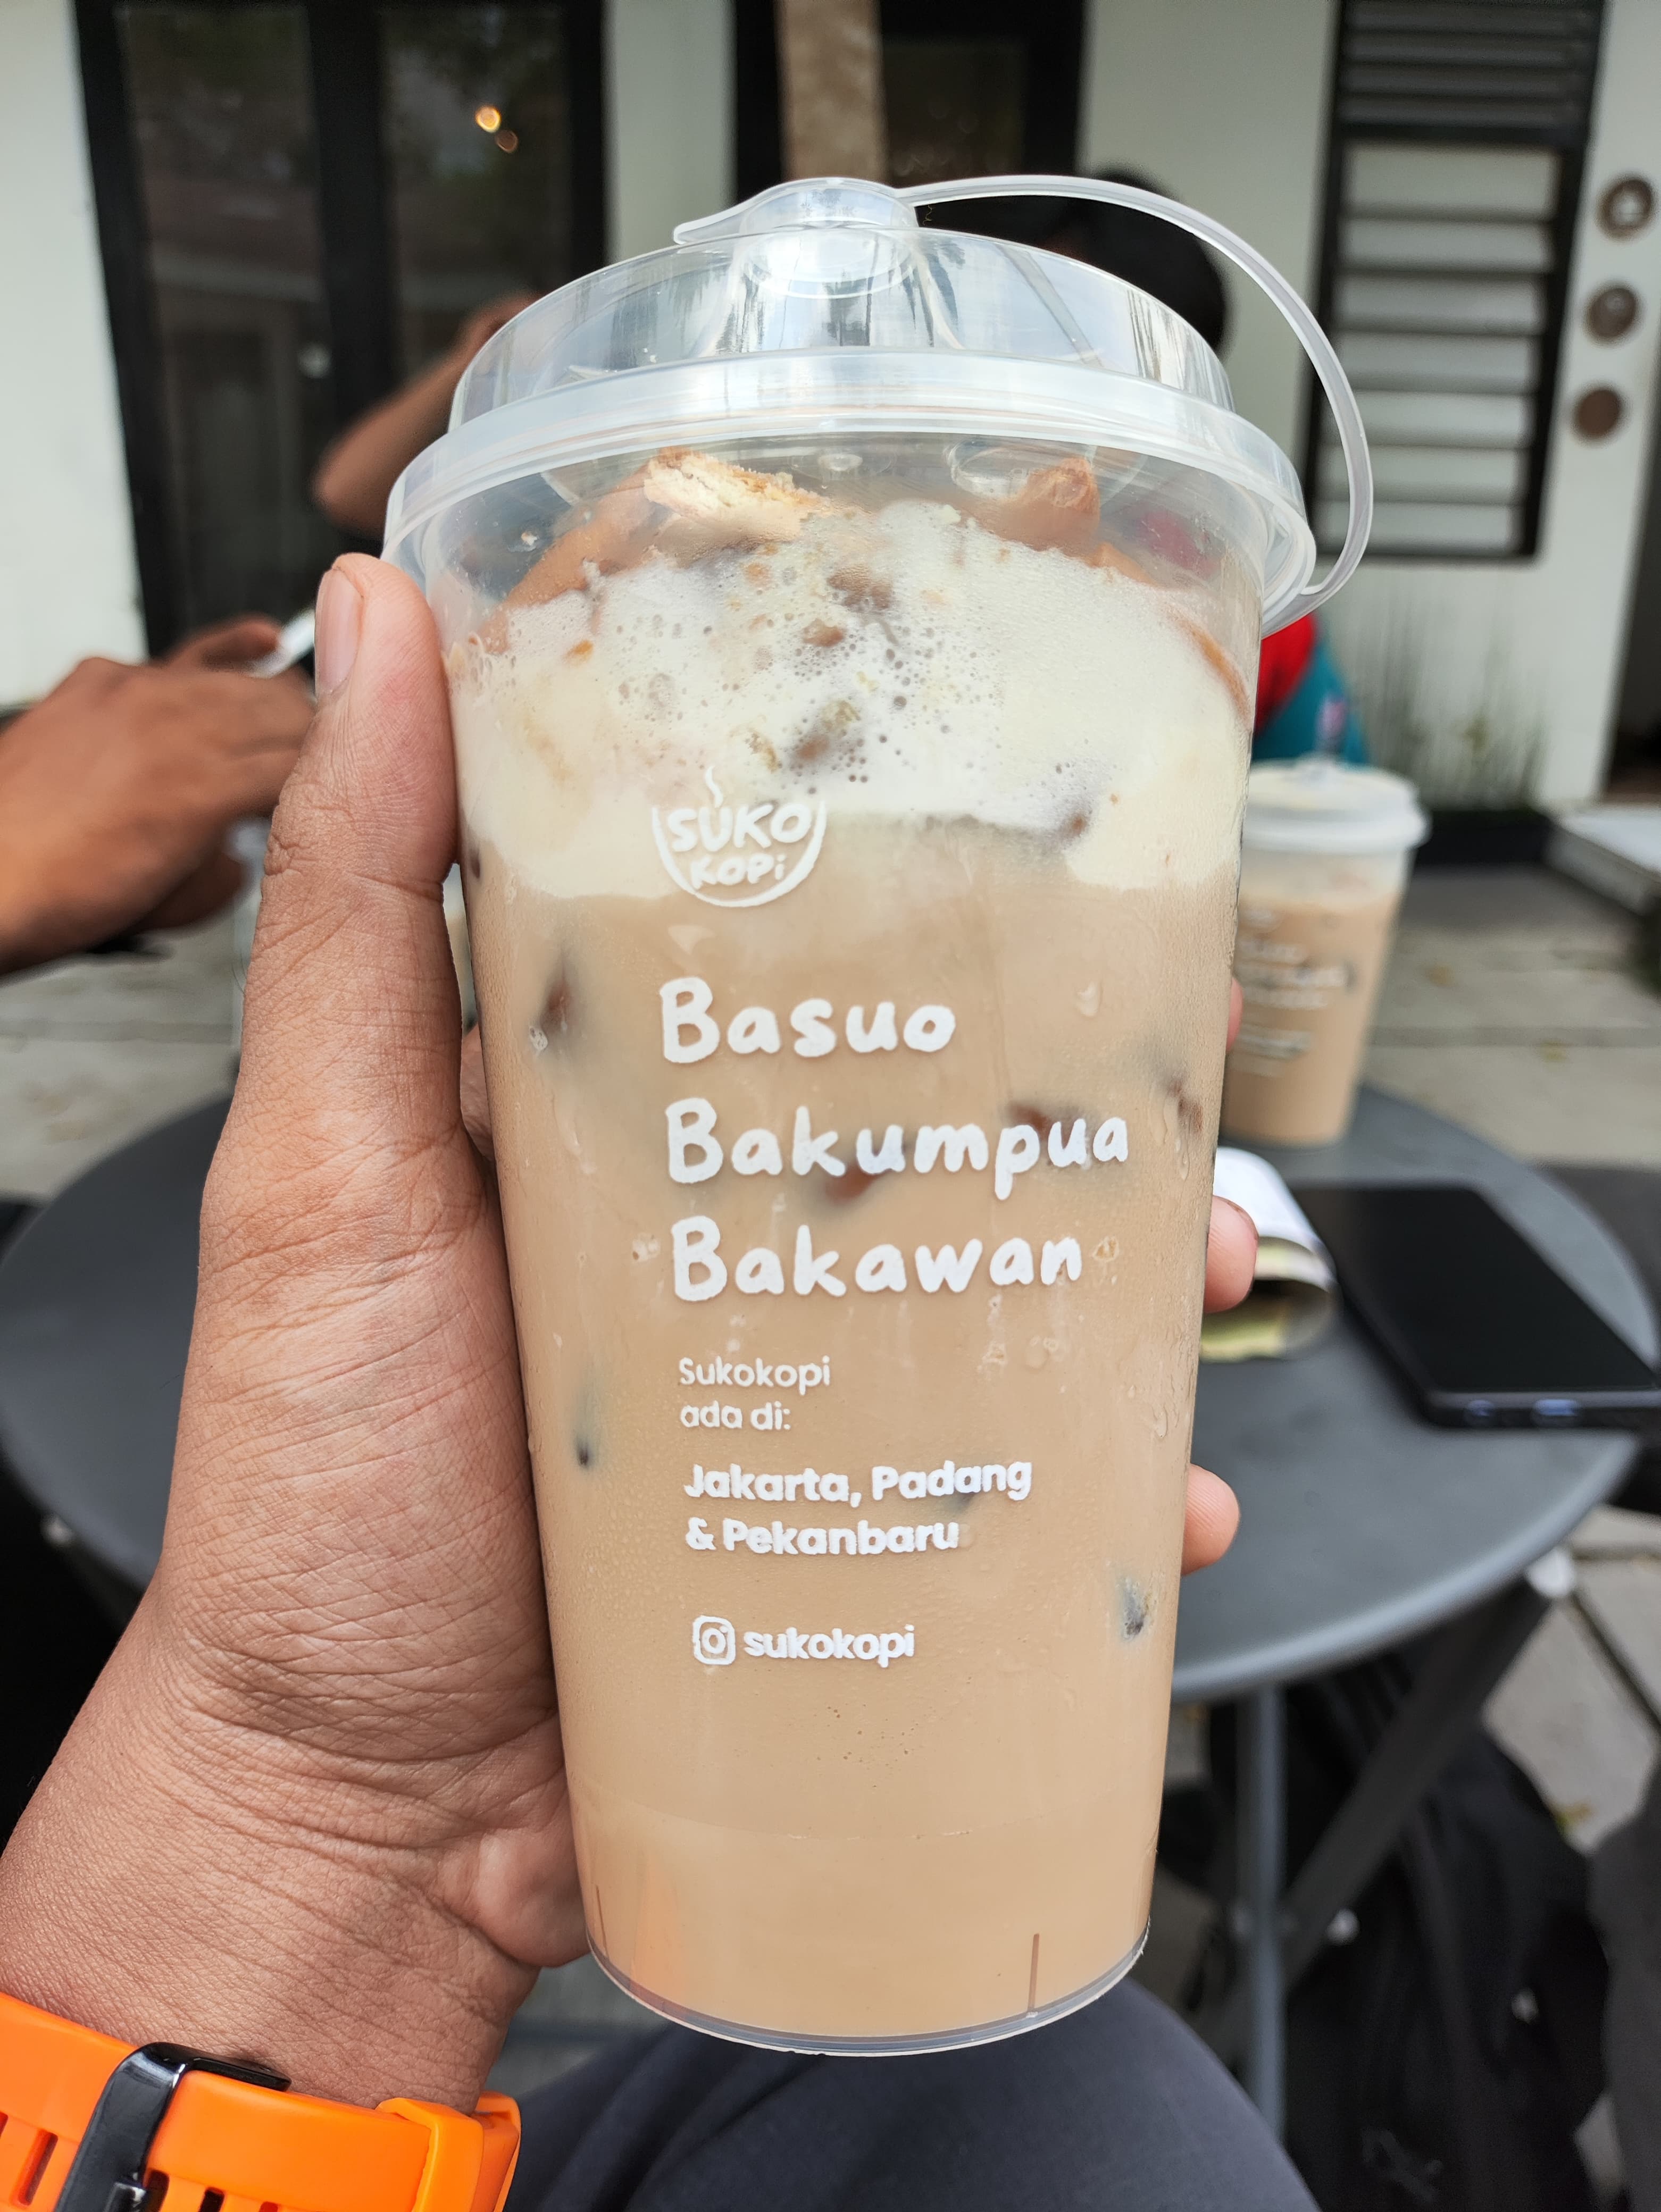 SUKO
KOPi
Basuo
Bakumpua
Bakawan
Sukokopi
ada di:
Jakarta, Padang
& Pekanbaru
sukokopi